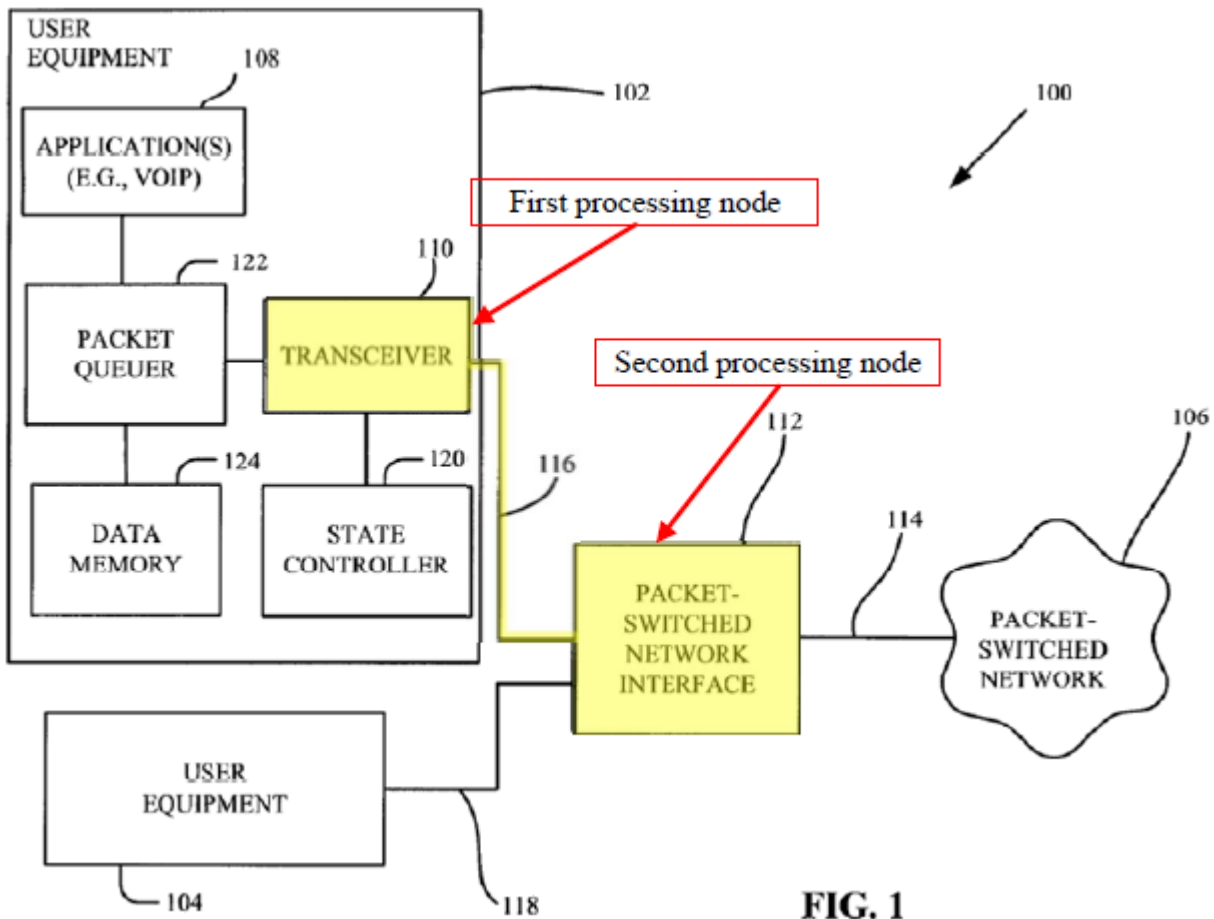 USER
EQUIPMENT
108
102
100
APPLICATION(S)
(E.G., VOIP)
First processing node
122
110
PACKET
QUEUER
TRANSCEIVER
Second processing node
112
106
124
120
116
114
DATA
MEMORY
STATE
CONTROLLER
PACKET-
SWITCHED
NETWORK
INTERFACE
PACKET-
SWITCHED
NETWORK
USER
EQUIPMENT
104
118
FIG. 1